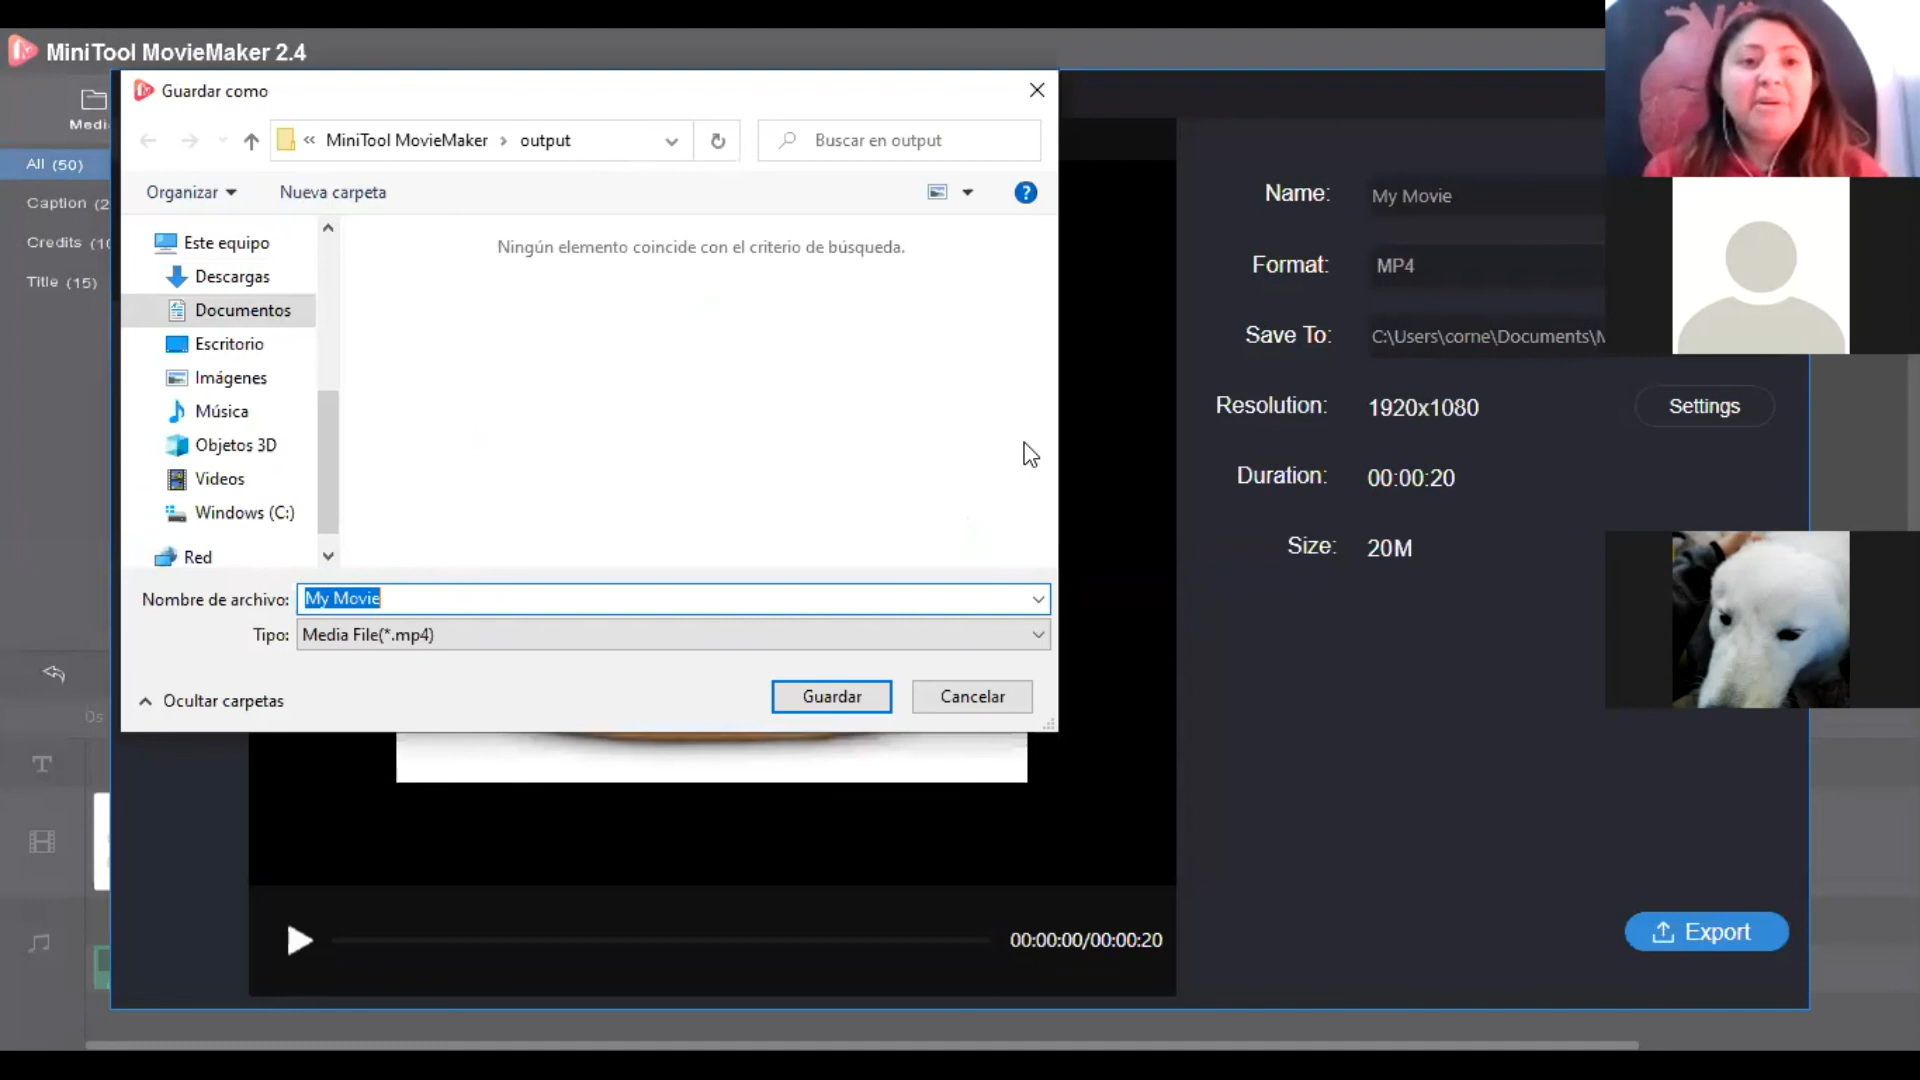 MiniTool MovieMaker 2.4
Guardar como
« MiniTool MovieMaker › output
Buscar en output
Organizar
Nueva carpeta
Este equipo
Descargas
Documentos
Escritorio
Imágenes
Música
Objetos 3D
Videos
Windows (C:)
Red
Ningún elemento coincide con el criterio de búsqueda.
Nombre de archivo: My Movie
Tipo: Media File(*.mp4)
Ocultar carpetas
Guardar
Cancelar
Medi
All (50)
Caption (2
Credits (10
Title (15)
0s
T
Name: My Movie
Format: MP4
Save To: C:\Users\corne\Documents\M
Resolution: 1920x1080
Settings
Duration: 00:00:20
Size: 20M
00:00:00/00:00:20
Export